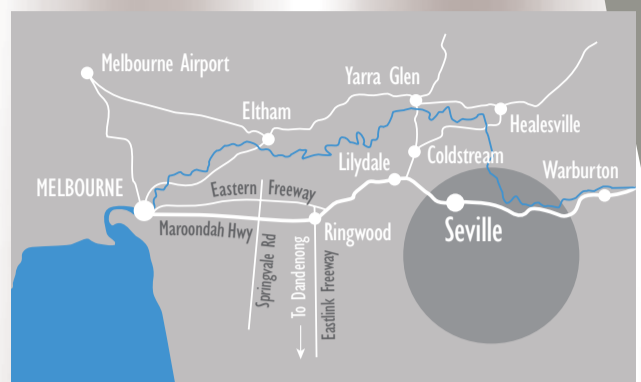 Melbourne Airport
Yarra Glen
Eltham
Healesville
Lilydale
Coldstream
Warburton
MELBOURNE
Eastern Freeway
Maroondah Hwy
Ringwood
Seville
Springvale Rd
To Dandenong
Eastlink Freeway